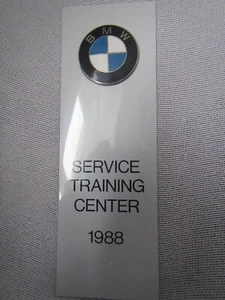 BMW
SERVICE
TRAINING
CENTER
1988